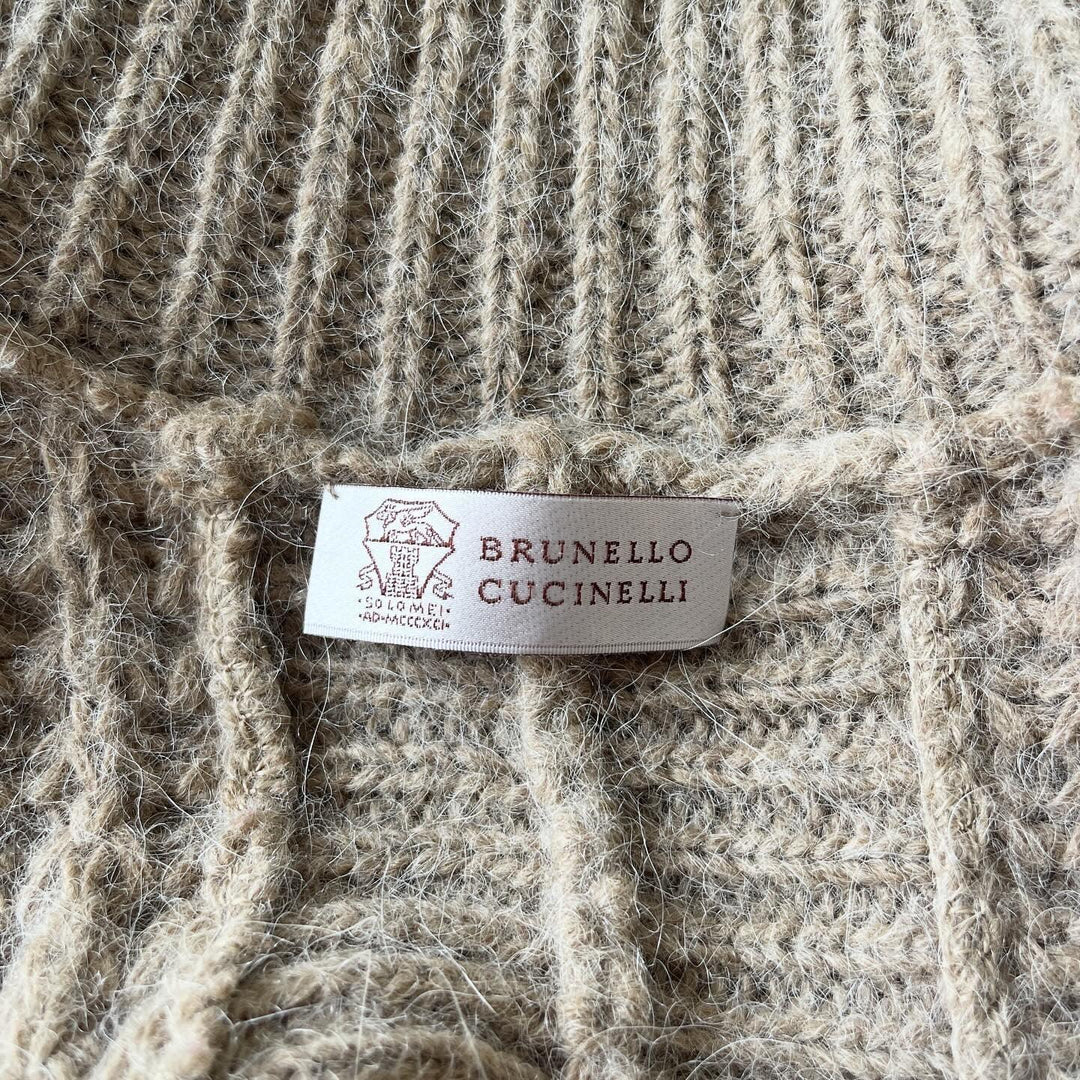 BRUNELLO
CUCINELLI
·SOLOMEI·
·AD·MCCCXCI·